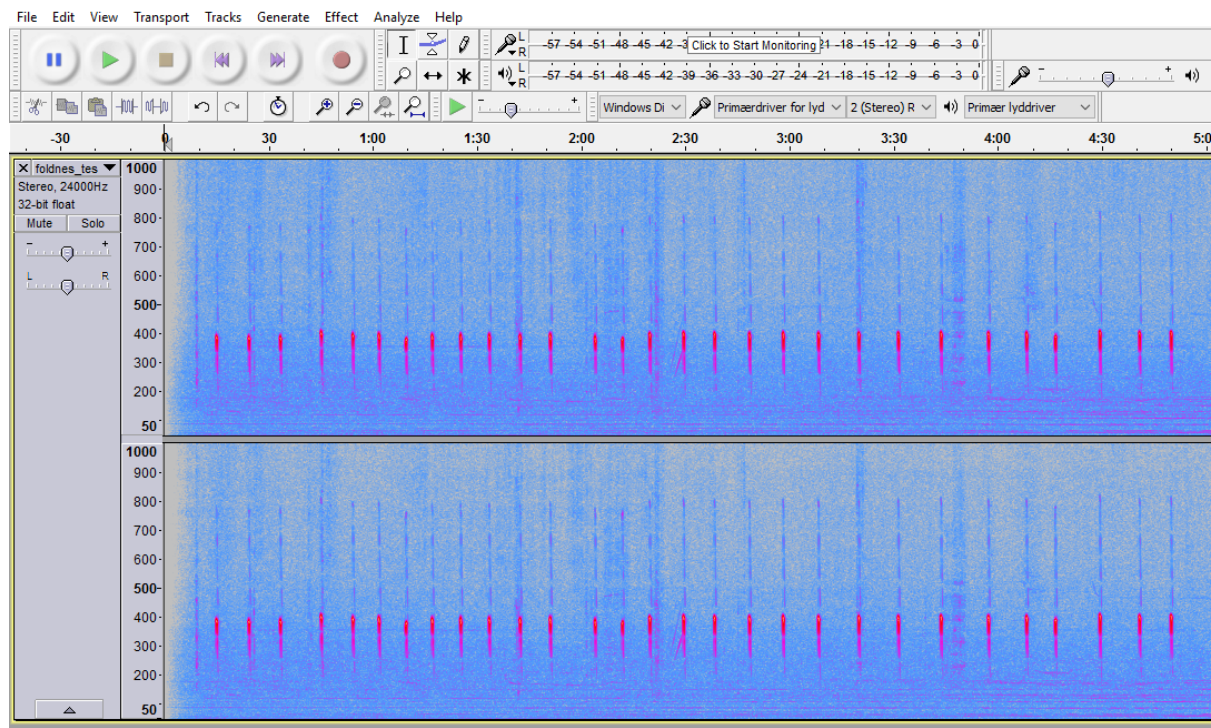 File Edit View Transport Tracks Generate Effect Analyze Help
L R -57 -54 -51 -48 -45 -42 -3 Click to Start Monitoring 21 -18 -15 -12 -9 -6 -3 0
L R -57 -54 -51 -48 -45 -42 -39 -36 -33 -30 -27 -24 -21 -18 -15 -12 -9 -6 -3 0
- +
- + Windows Di Primærdriver for lyd 2 (Stereo) R Primær lyddriver
-30 0 30 1:00 1:30 2:00 2:30 3:00 3:30 4:00 4:30 5:0
X foldnes_tes 1000
Stereo, 24000Hz 900-
32-bit float
Mute Solo 800-
- + 700-
L R 600-
500-
400-
300-
200-
50-
1000
900-
800-
700-
600-
500-
400-
300-
200-
50-